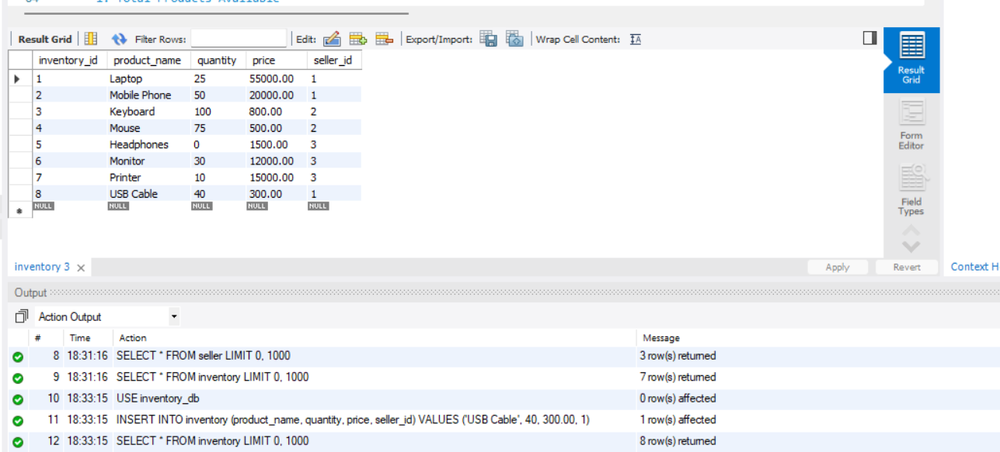 1. Total Products Available
Result Grid Filter Rows: Edit: Export/Import: Wrap Cell Content: IA
inventory_id product_name quantity price seller_id
1 Laptop 25 55000.00 1
2 Mobile Phone 50 20000.00 1
3 Keyboard 100 800.00 2
4 Mouse 75 500.00 2
5 Headphones 0 1500.00 3
6 Monitor 30 12000.00 3
7 Printer 10 15000.00 3
8 USB Cable 40 300.00 1
NULL NULL NULL NULL NULL
Result
Grid
Form
Editor
Field
Types
inventory 3 Apply Revert Context H
Output
Action Output
# Time Action Message
8 18:31:16 SELECT * FROM seller LIMIT 0, 1000 3 row(s) returned
9 18:31:16 SELECT * FROM inventory LIMIT 0, 1000 7 row(s) returned
10 18:33:15 USE inventory_db 0 row(s) affected
11 18:33:15 INSERT INTO inventory (product_name, quantity, price, seller_id) VALUES ('USB Cable', 40, 300.00, 1) 1 row(s) affected
12 18:33:15 SELECT * FROM inventory LIMIT 0, 1000 8 row(s) returned